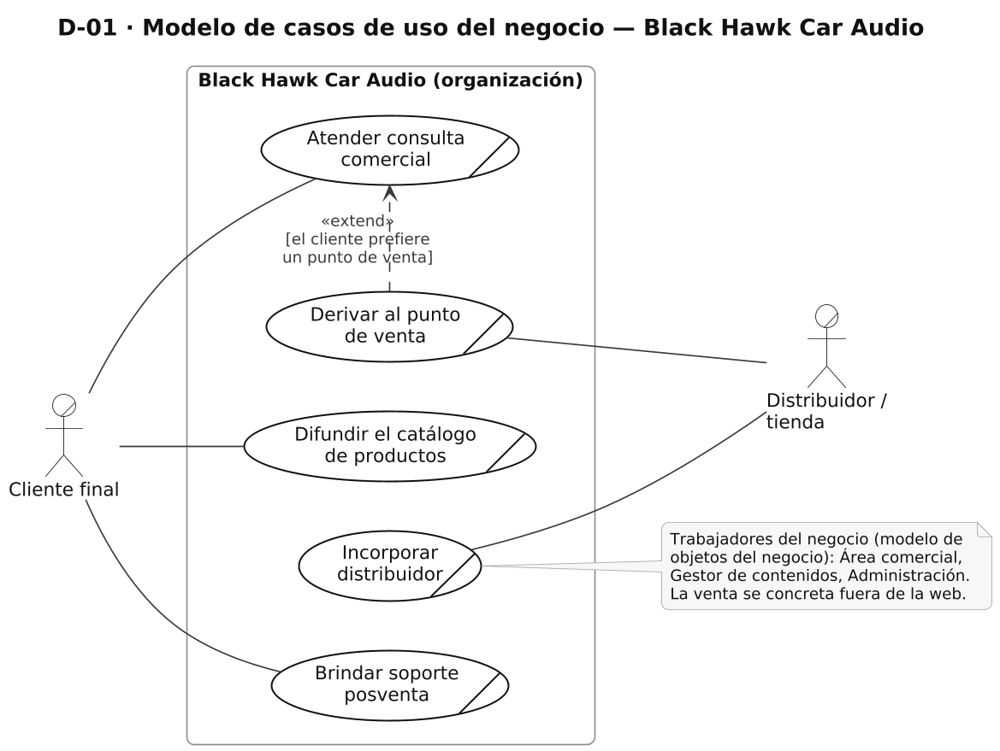 D-01 · Modelo de casos de uso del negocio — Black Hawk Car Audio
Black Hawk Car Audio (organización)
Atender consulta
comercial
«extend»
[el cliente prefiere
un punto de venta]
Derivar al punto
de venta
Distribuidor /
tienda
Difundir el catálogo
de productos
Cliente final
Incorporar
distribuidor
Trabajadores del negocio (modelo de
objetos del negocio): Área comercial,
Gestor de contenidos, Administración.
La venta se concreta fuera de la web.
Brindar soporte
posventa